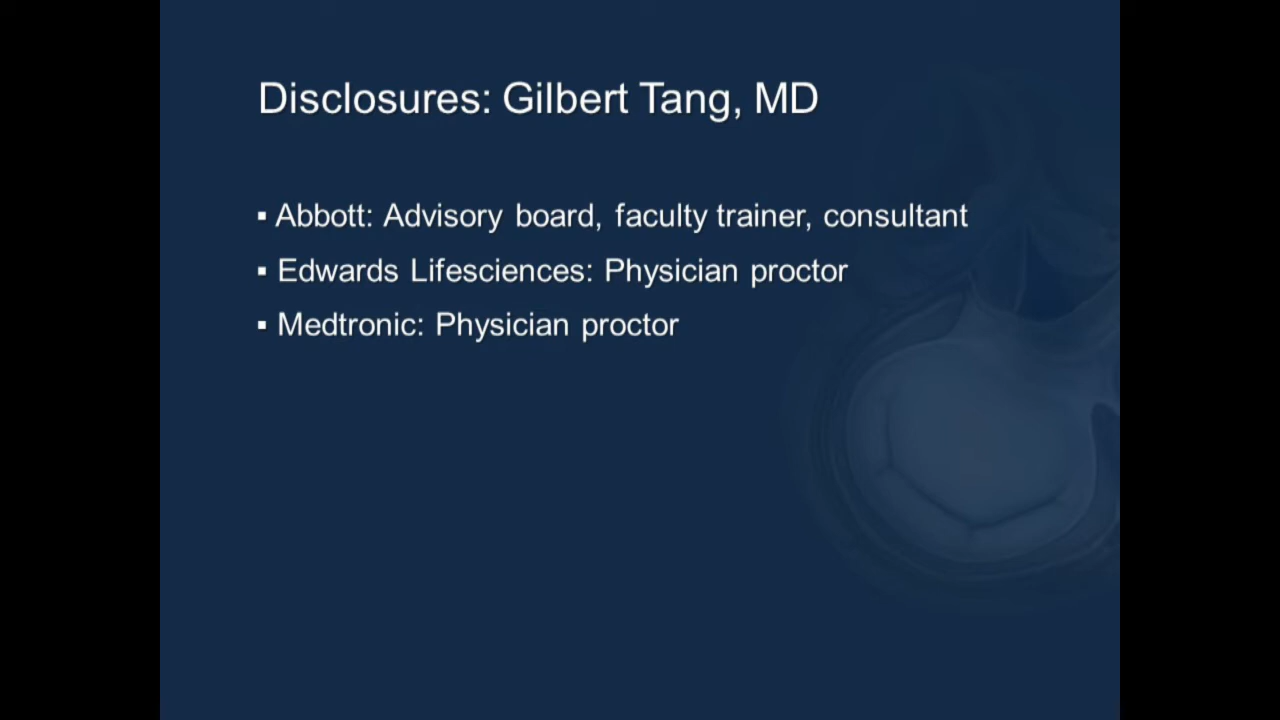 Disclosures: Gilbert Tang, MD
▪ Abbott: Advisory board, faculty trainer, consultant
▪ Edwards Lifesciences: Physician proctor
▪ Medtronic: Physician proctor